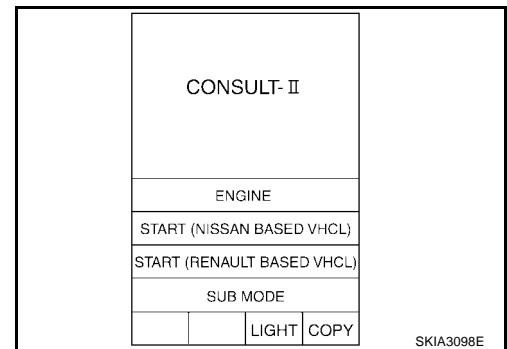 CONSULT-Ⅱ
ENGINE
START (NISSAN BASED VHCL)
START (RENAULT BASED VHCL)
SUB MODE
LIGHT COPY
SKIA3098E